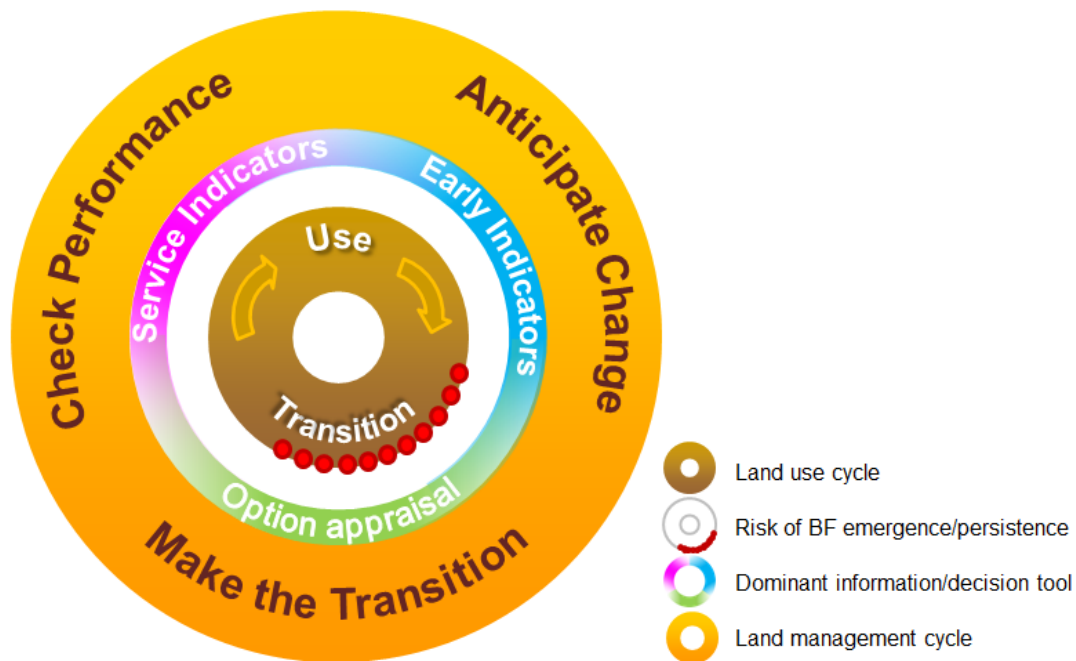 Check Performance
Anticipate Change
Make the Transition
Service Indicators
Early Indicators
Option appraisal
Use
Transition
Land use cycle
Risk of BF emergence/persistence
Dominant information/decision tool
Land management cycle